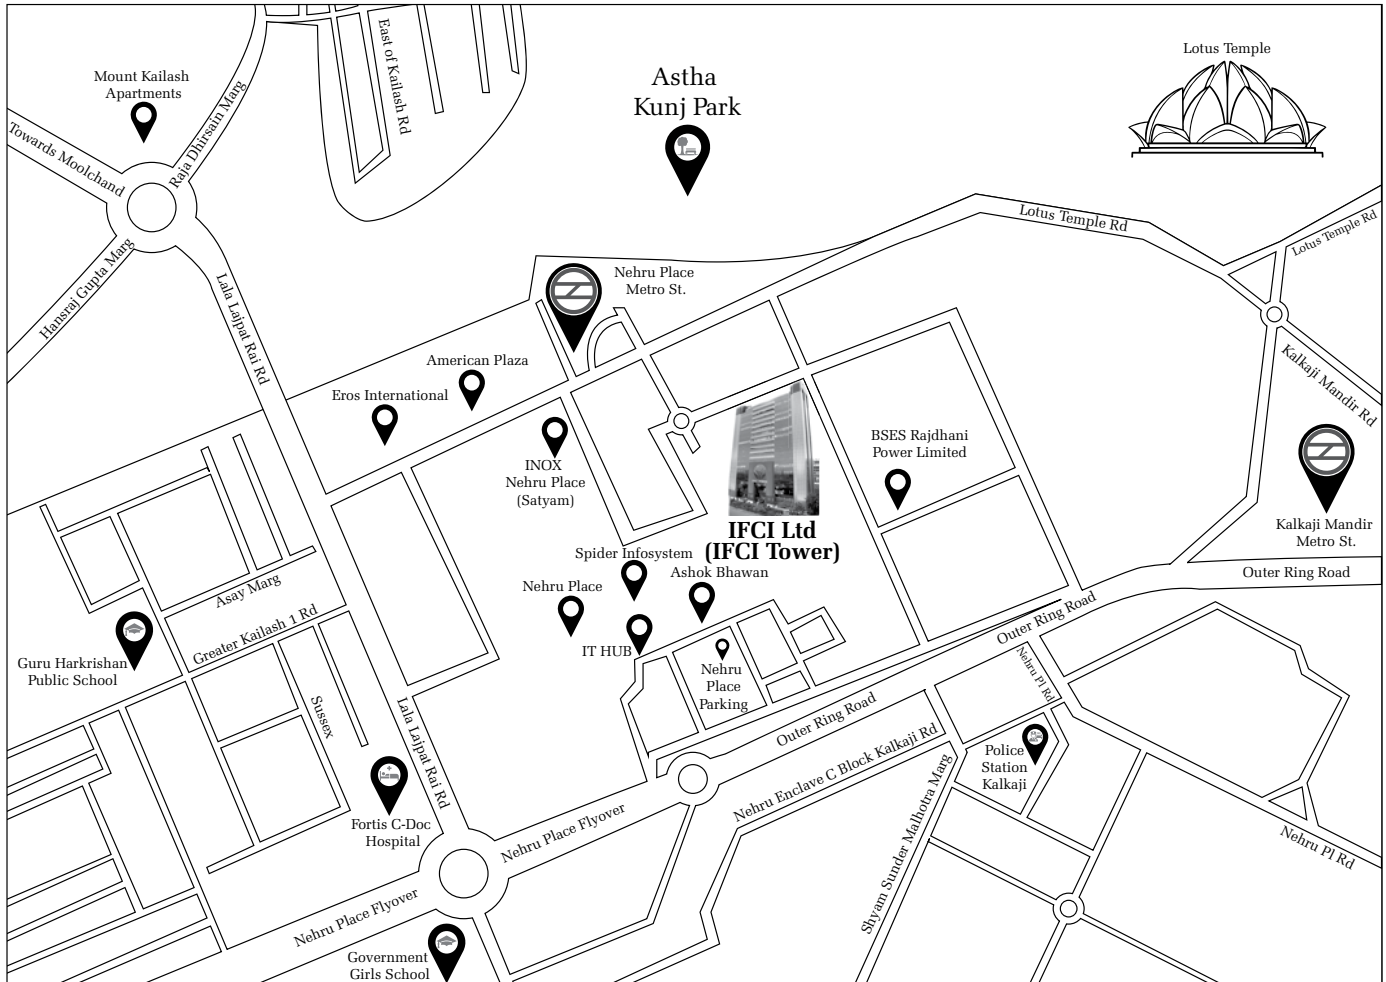 Lotus Temple
Mount Kailash
Apartments
East of Kailash Rd
Astha
Kunj Park
Raja Dhirsain Marg
Towards Moolchand
Lotus Temple Rd
Lotus Temple Rd
Hansraj Gupta Marg
Lala Lajpat Rai Rd
Nehru Place
Metro St.
American Plaza
Eros International
Kalkaji Mandir Rd
INOX
Nehru Place
(Satyam)
BSES Rajdhani
Power Limited
Kalkaji Mandir
Metro St.
IFCI Ltd
(IFCI Tower)
Spider Infosystem
Ashok Bhawan
Nehru Place
Outer Ring Road
Asay Marg
Greater Kailash 1 Rd
Outer Ring Road
IT HUB
Guru Harkrishan
Public School
Nehru
Place
Parking
Nehru Pl Rd
Sussex
Lala Lajpat Rai Rd
Outer Ring Road
Nehru Enclave C Block Kalkaji Rd
Police
Station
Kalkaji
Fortis C-Doc
Hospital
Nehru Place Flyover
Shyam Sunder Malhotra Marg
Nehru Pl Rd
Nehru Place Flyover
Government
Girls School